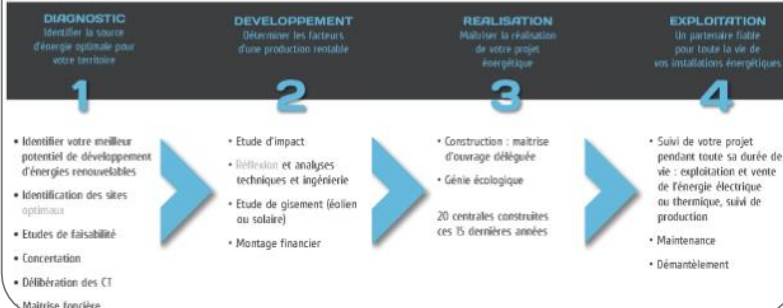 DIAGNOSTIC
Identifier la source
d'énergie optimale pour
votre territoire
1
• Identifier votre meilleur
potentiel de développement
d'énergies renouvelables
• Identification des sites
optimaux
• Etudes de faisabilité
• Concertation
• Délibération des CT
• Maitrise foncière
DEVELOPPEMENT
Déterminer les facteurs
d'une production rentable
2
• Etude d'impact
• Réflexion et analyses
techniques et ingénierie
• Etude de gisement (éolien
ou solaire)
• Montage financier
REALISATION
Maîtriser la réalisation
de votre projet
énergétique
3
• Construction : maitrise
d'ouvrage déléguée
• Génie écologique
20 centrales construites
ces 15 dernières années
EXPLOITATION
Un partenaire fiable
pour toute la vie de
vos installations énergétiques
4
• Suivi de votre projet
pendant toute sa durée de
vie : exploitation et vente
de l'énergie électrique
ou thermique, suivi de
production
• Maintenance
• Démantèlement